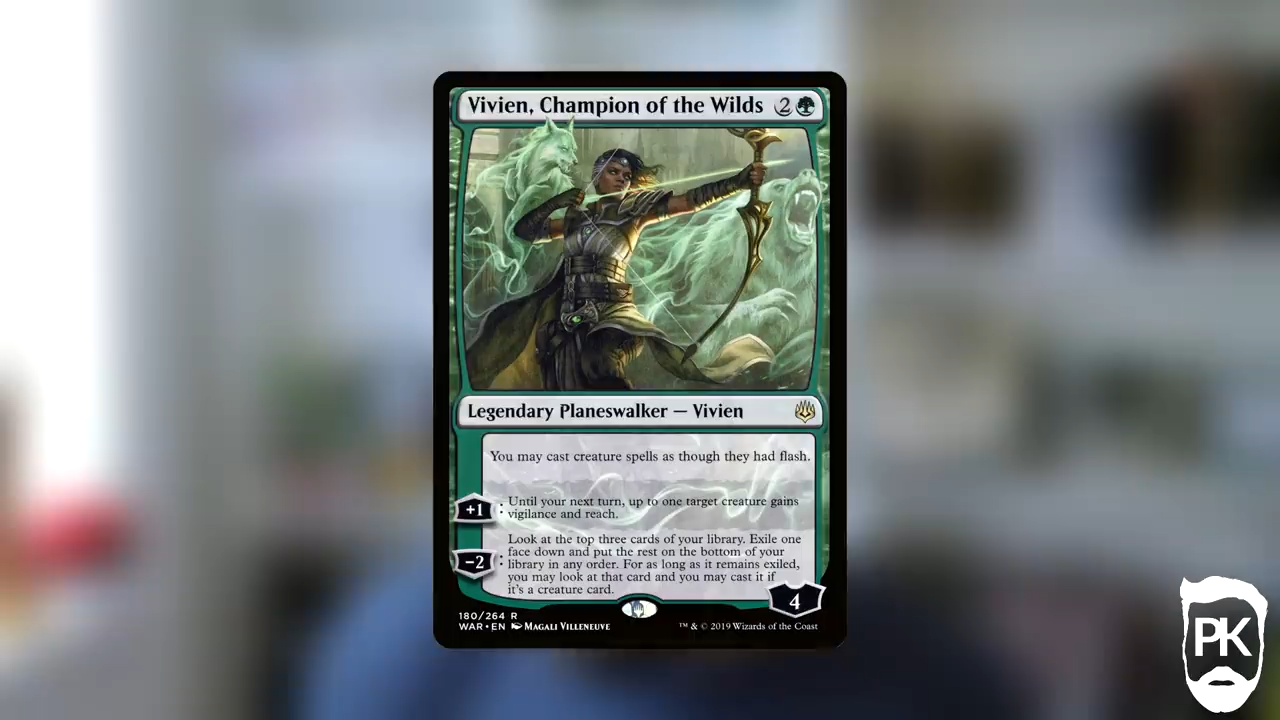 Vivien, Champion of the Wilds 2
Legendary Planeswalker — Vivien
You may cast creature spells as though they had flash.
+1: Until your next turn, up to one target creature gains
vigilance and reach.
Look at the top three cards of your library. Exile one
face down and put the rest on the bottom of your
−2: library in any order. For as long as it remains exiled,
you may look at that card and you may cast it if
it's a creature card.
4
180/264 R
WAR • EN Magali Villeneuve
™ & © 2019 Wizards of the Coast
PK